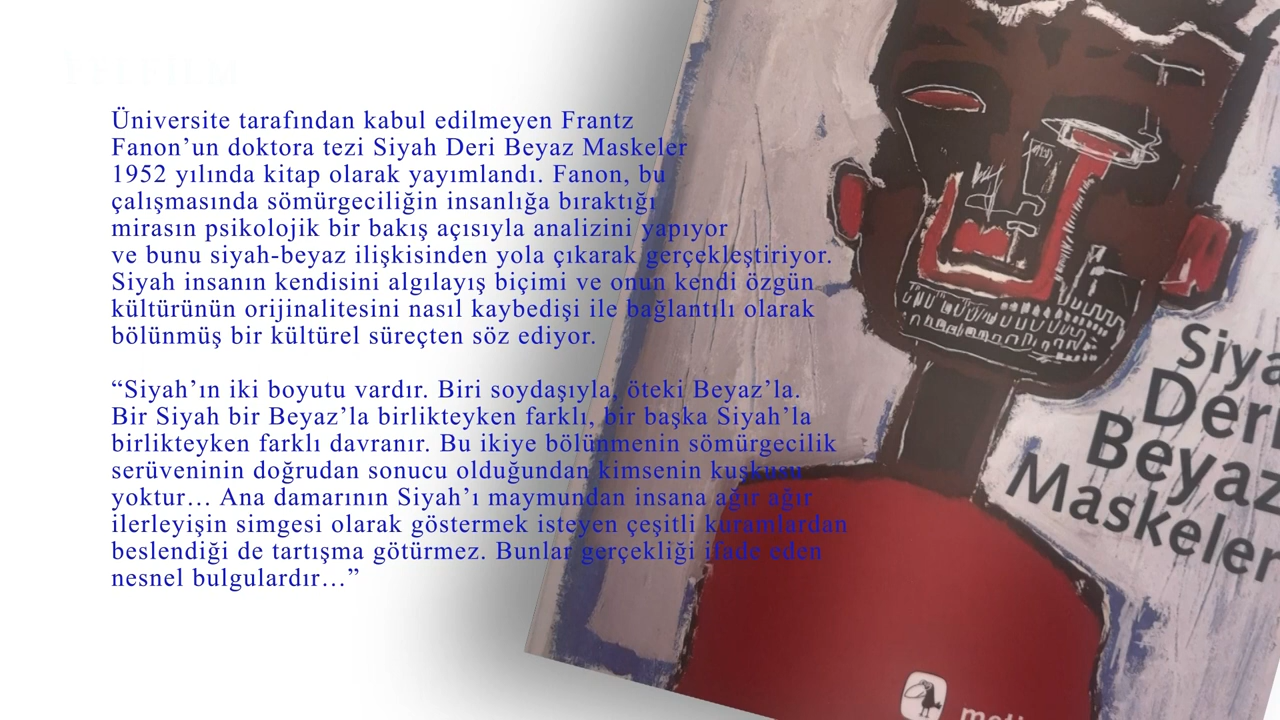 Üniversite tarafından kabul edilmeyen Frantz
Fanon’un doktora tezi Siyah Deri Beyaz Maskeler
1952 yılında kitap olarak yayımlandı. Fanon, bu
çalışmasında sömürgeciliğin insanlığa bıraktığı
mirasın psikolojik bir bakış açısıyla analizini yapıyor
ve bunu siyah-beyaz ilişkisinden yola çıkarak gerçekleştiriyor.
Siyah insanın kendisini algılayış biçimi ve onun kendi özgün
kültürünün orijinalitesini nasıl kaybedişi ile bağlantılı olarak
bölünmüş bir kültürel süreçten söz ediyor.
“Siyah’ın iki boyutu vardır. Biri soydaşıyla, öteki Beyaz’la.
Bir Siyah bir Beyaz’la birlikteyken farklı, bir başka Siyah’la
birlikteyken farklı davranır. Bu ikiye bölünmenin sömürgecilik
serüveninin doğrudan sonucu olduğundan kimsenin kuşkusu
yoktur… Ana damarının Siyah’ı maymundan insana ağır ağır
ilerleyişin simgesi olarak göstermek isteyen çeşitli kuramlardan
beslendiği de tartışma götürmez. Bunlar gerçekliği ifade eden
nesnel bulgulardır…”
Siya
Deri
Beyaz
Maskeler